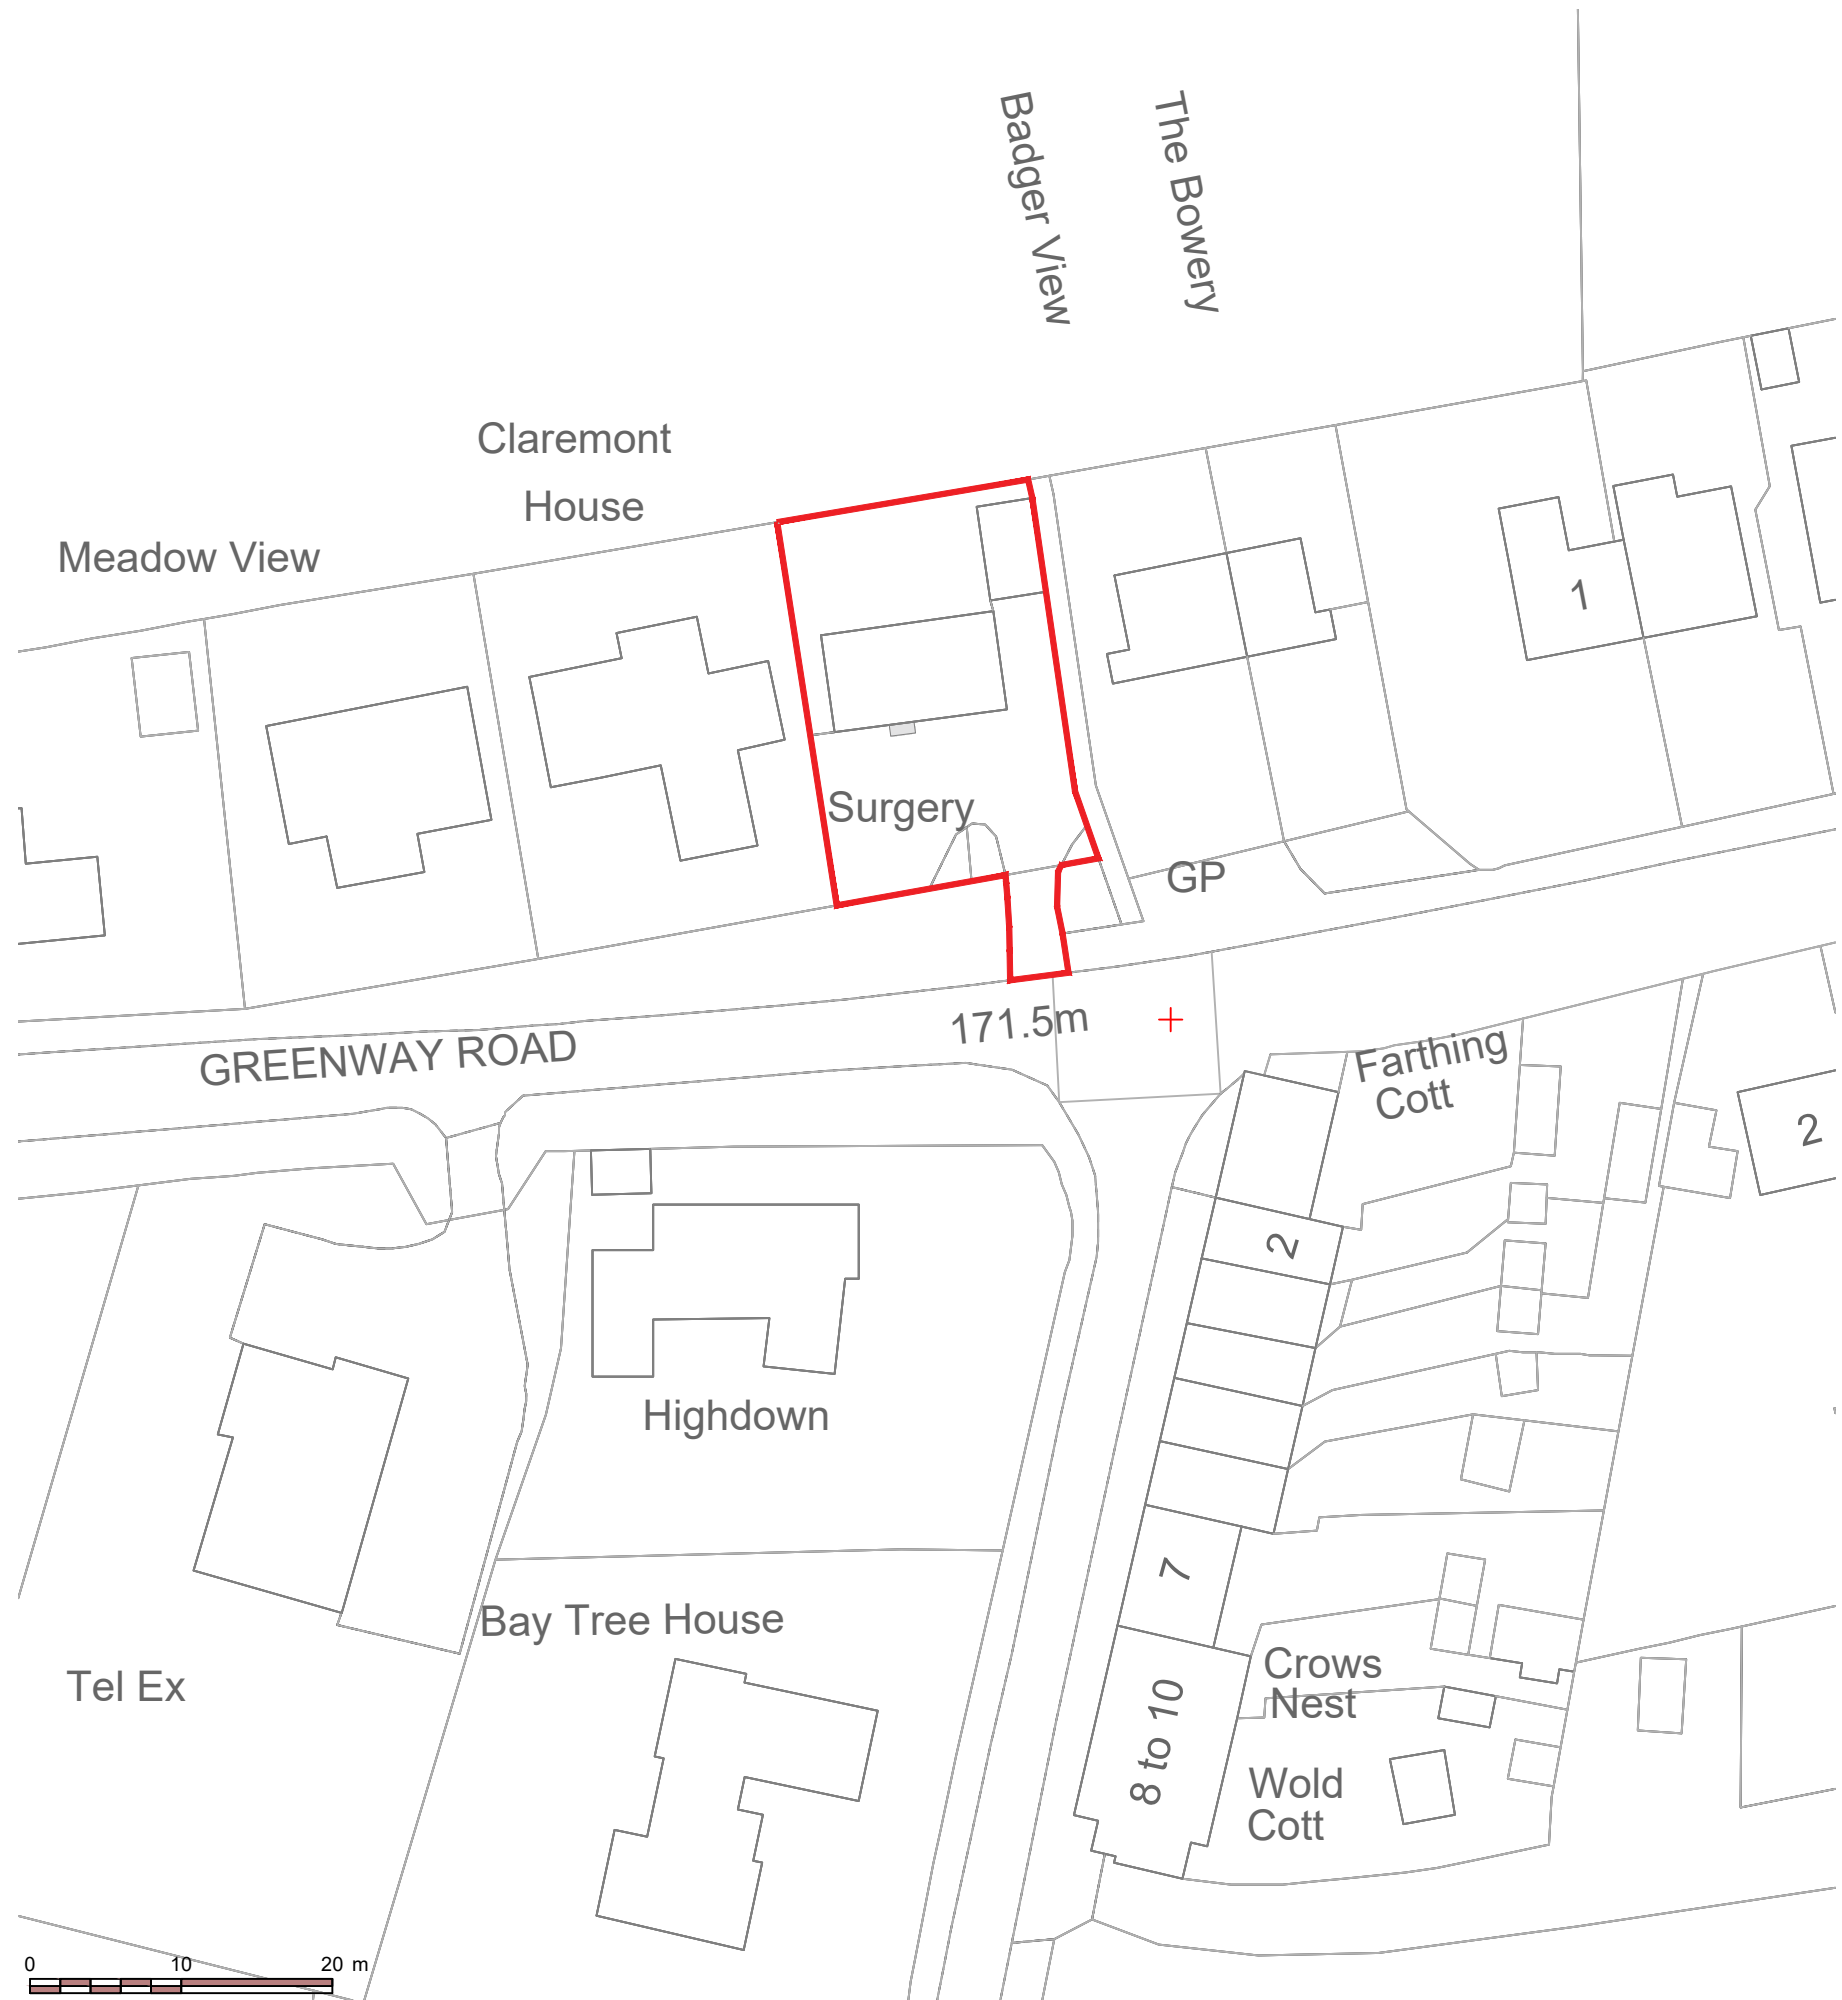 Badger View
The Bowery
Claremont
House
Meadow View
1
Surgery
GP
171.5m
GREENWAY ROAD
Farthing
Cott
2
2
Highdown
7
Bay Tree House
Crows
Nest
Tel Ex
8 to 10
Wold
Cott
0 10 20 m